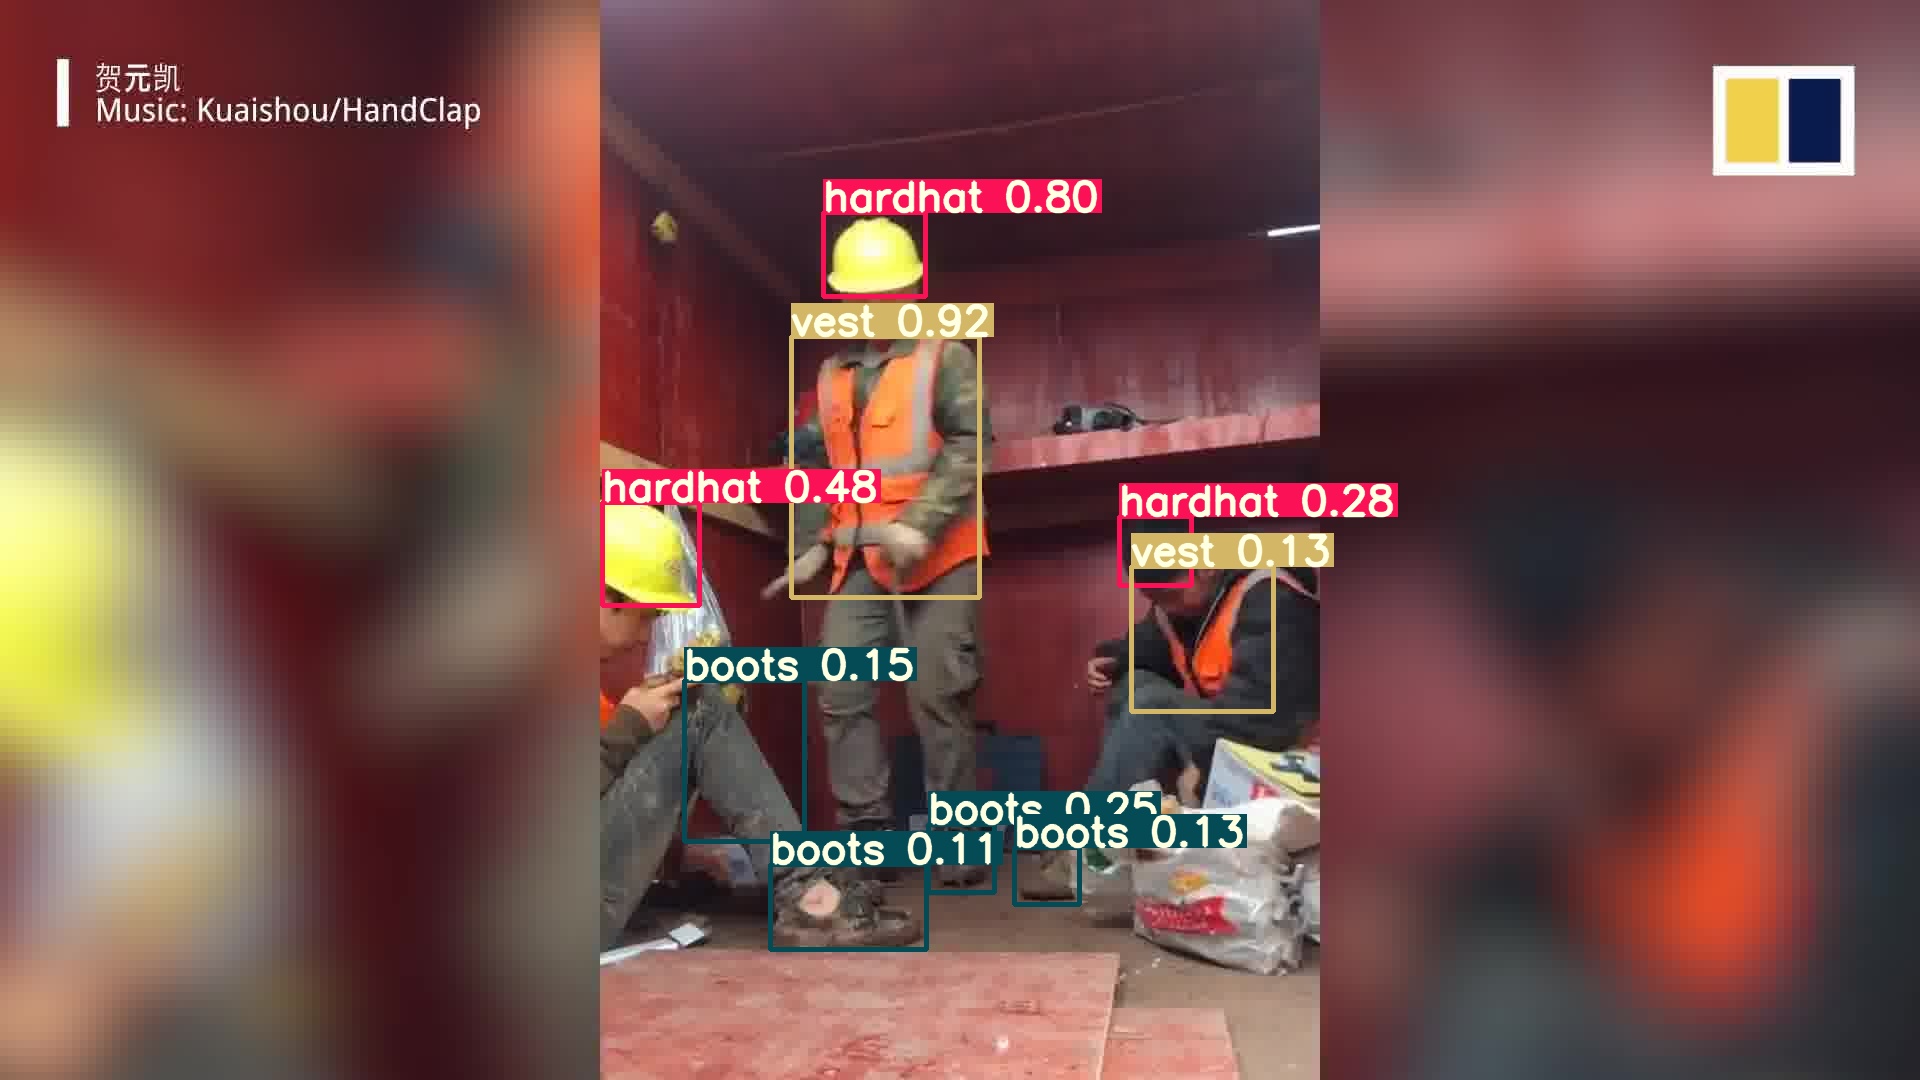 贺元凯
Music: Kuaishou/HandClap
hardhat 0.80
vest 0.92
hardhat 0.48
hardhat 0.28
vest 0.13
boots 0.15
boots 0.25
boots 0.13
boots 0.11